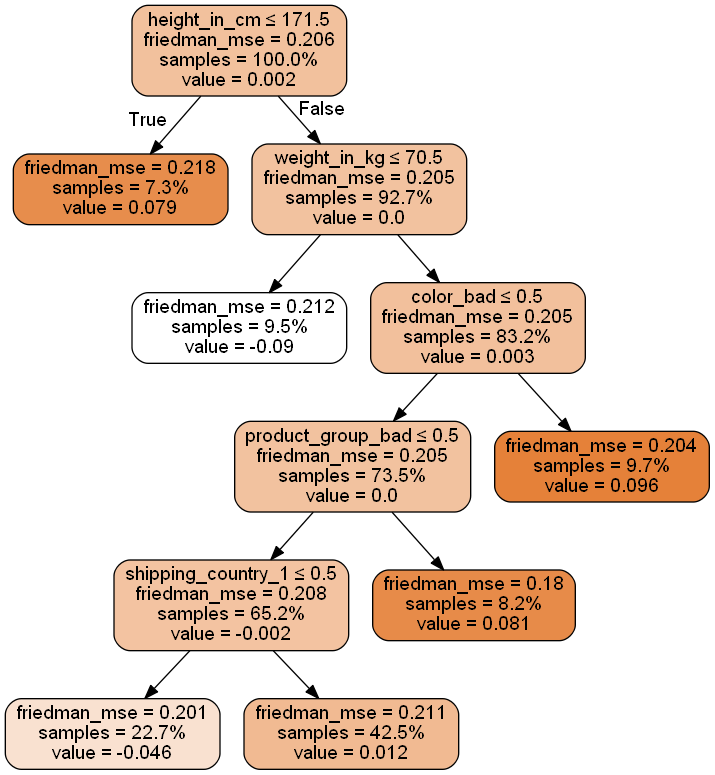 height_in_cm ≤ 171.5
friedman_mse = 0.206
samples = 100.0%
value = 0.002
True
False
friedman_mse = 0.218
samples = 7.3%
value = 0.079
weight_in_kg ≤ 70.5
friedman_mse = 0.205
samples = 92.7%
value = 0.0
friedman_mse = 0.212
samples = 9.5%
value = -0.09
color_bad ≤ 0.5
friedman_mse = 0.205
samples = 83.2%
value = 0.003
product_group_bad ≤ 0.5
friedman_mse = 0.205
samples = 73.5%
value = 0.0
friedman_mse = 0.204
samples = 9.7%
value = 0.096
shipping_country_1 ≤ 0.5
friedman_mse = 0.208
samples = 65.2%
value = -0.002
friedman_mse = 0.18
samples = 8.2%
value = 0.081
friedman_mse = 0.201
samples = 22.7%
value = -0.046
friedman_mse = 0.211
samples = 42.5%
value = 0.012